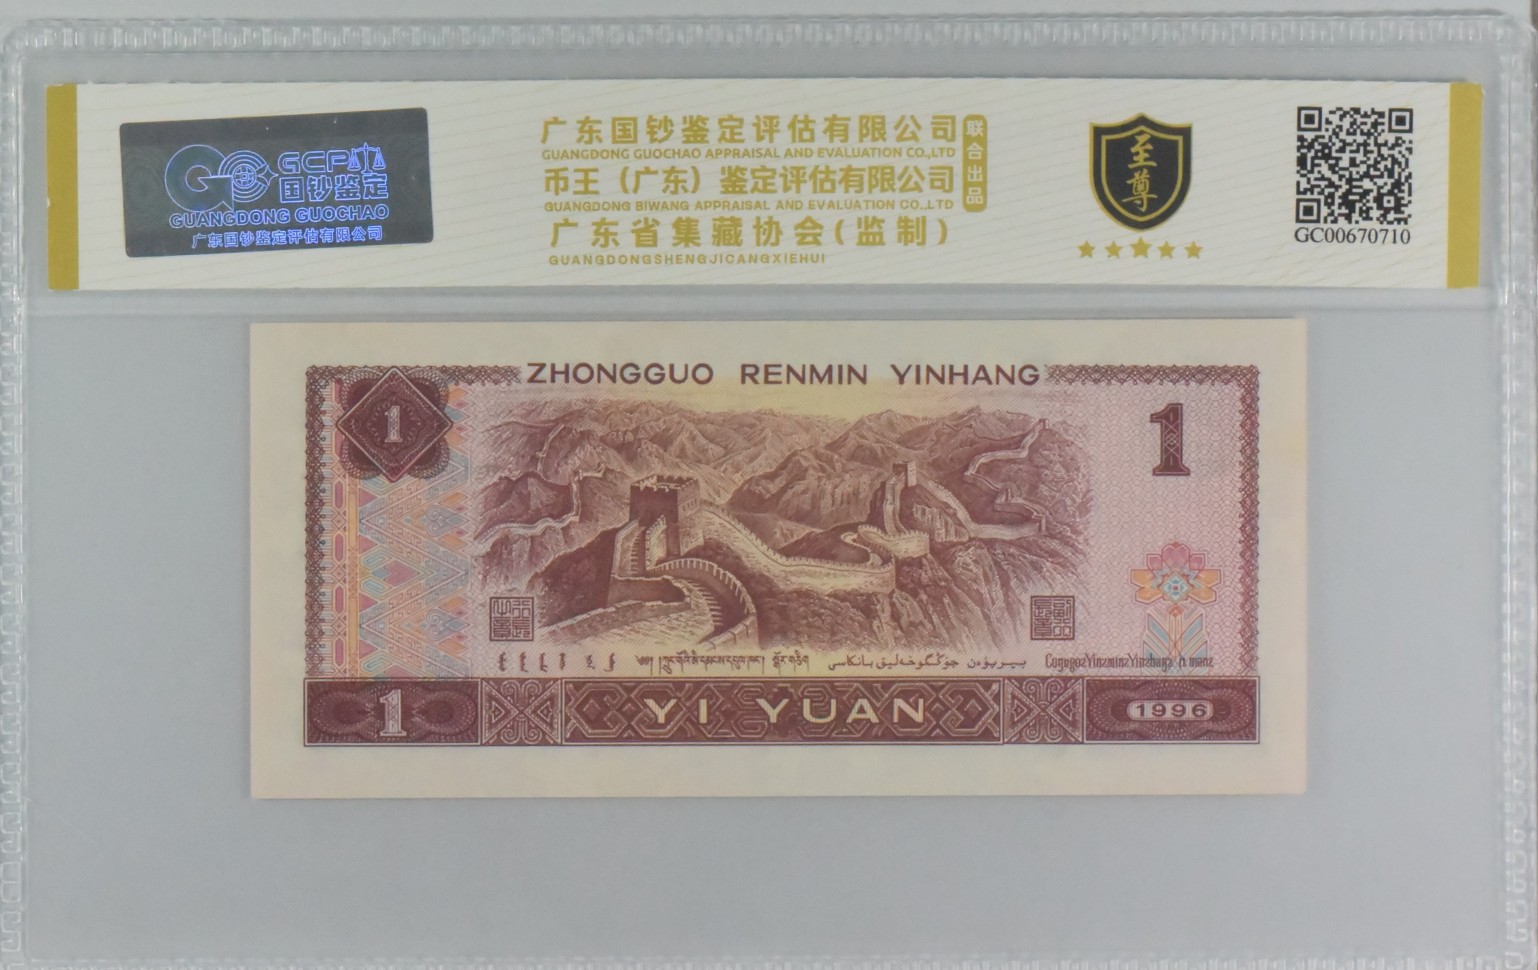 GCP
国钞鉴定
GUANGDONG GUOCHAO
广东国钞鉴定评估有限公司
广东国钞鉴定评估有限公司
GUANGDONG GUOCHAO APPRAISAL AND EVALUATION CO.,LTD
币王（广东）鉴定评估有限公司
GUANGDONG BIWANG APPRAISAL AND EVALUATION CO.,LTD
广东省集藏协会(监制)
GUANGDONGSHENGJICANGXIEHUI
联合出品
至尊
GC00670710
ZHONGGUO RENMIN YINHANG
1
1
1
YI YUAN
1996